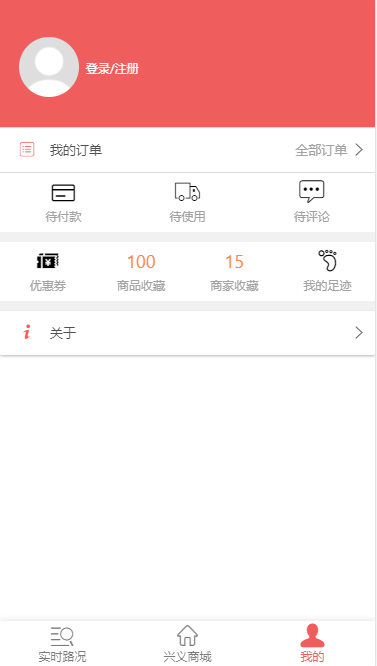 登录/注册
我的订单 全部订单
待付款 待使用 待评论
100 15
优惠券 商品收藏 商家收藏 我的足迹
关于
实时路况 兴义商城 我的